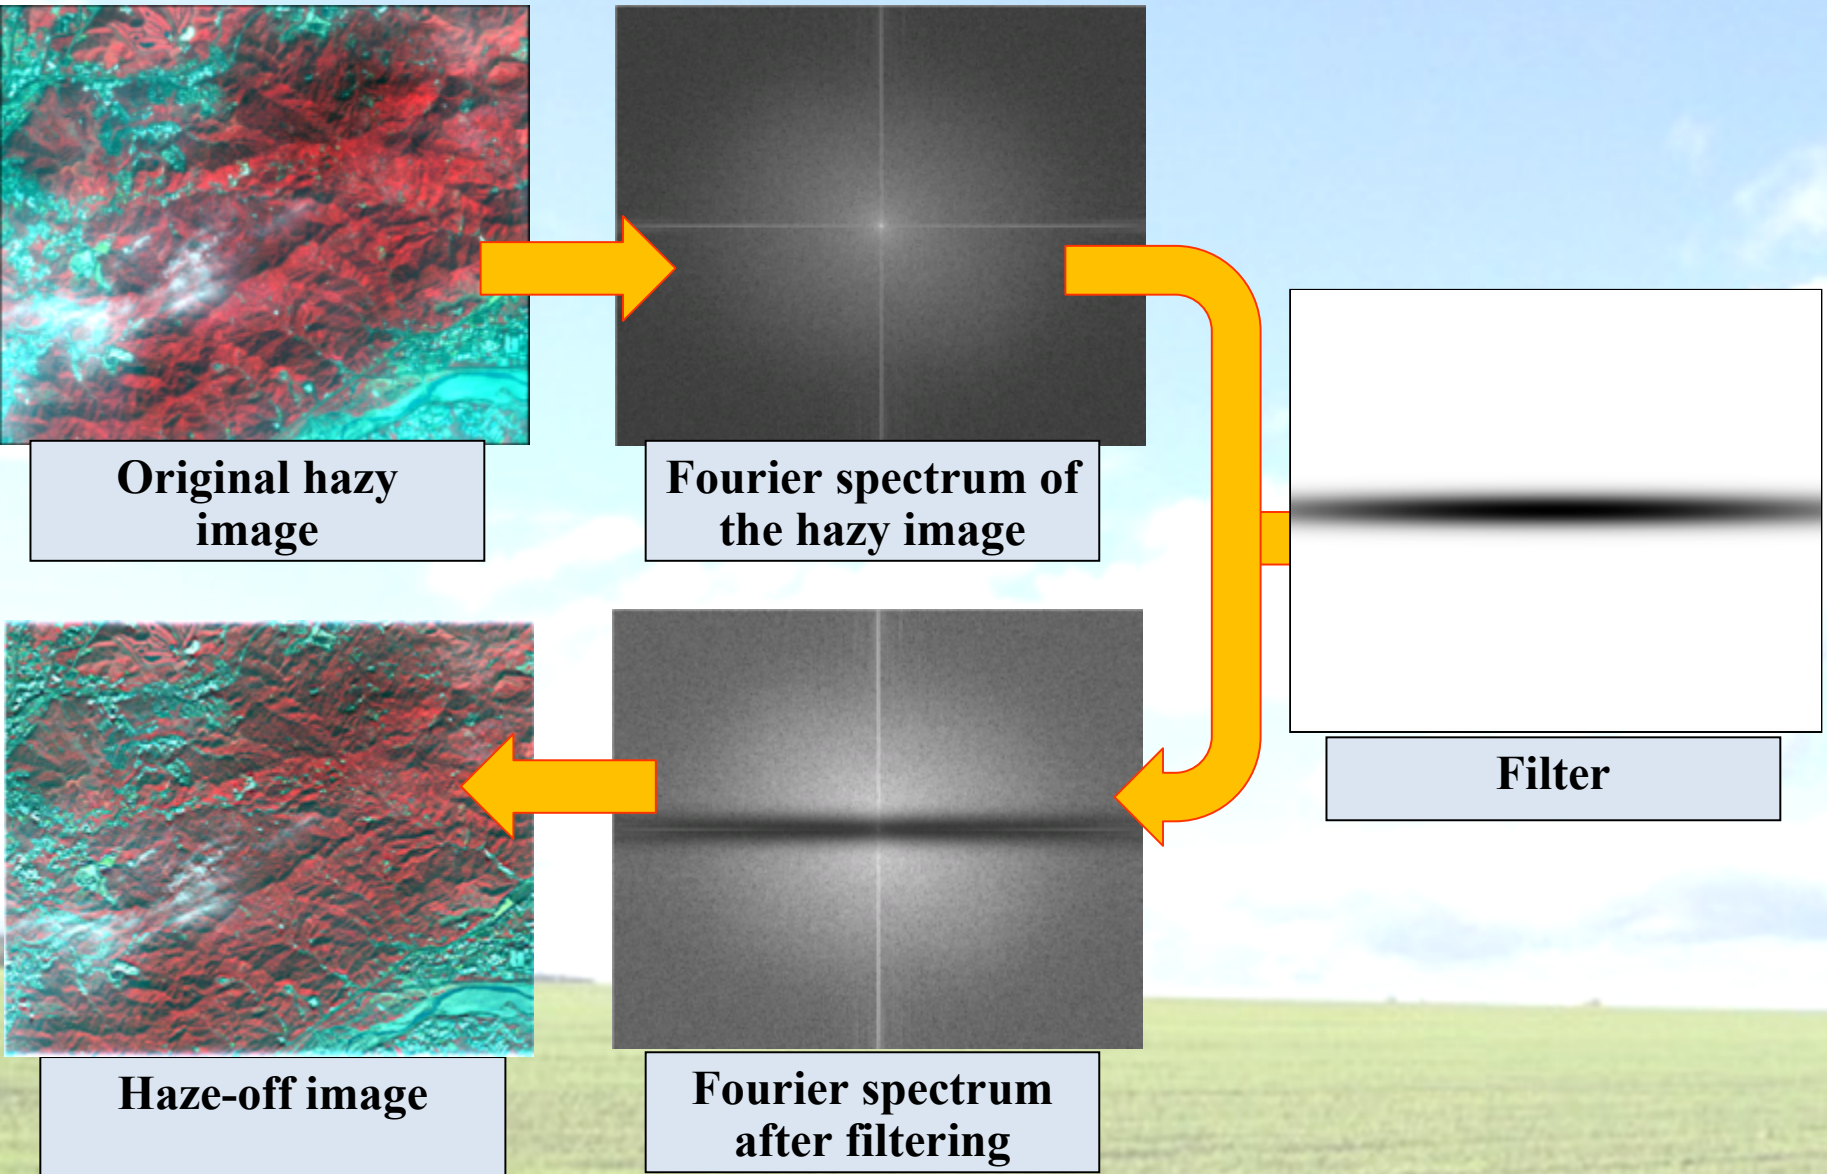 Original hazy
image
Fourier spectrum of
the hazy image
Filter
Haze-off image
Fourier spectrum
after filtering